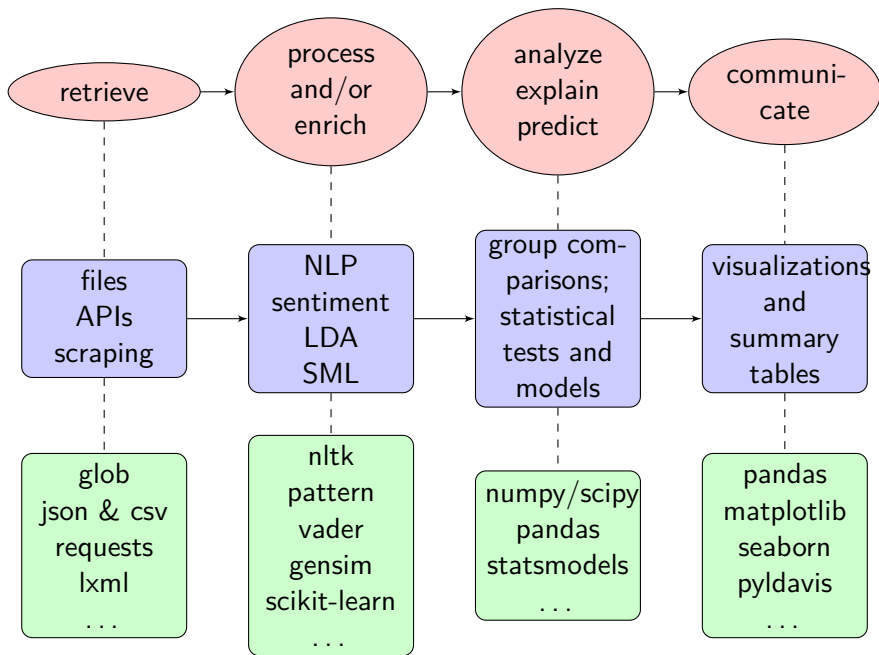 retrieve
process
and/or
enrich
analyze
explain
predict
communi-
cate
files
APIs
scraping
NLP
sentiment
LDA
SML
group com-
parisons;
statistical
tests and
models
visualizations
and
summary
tables
glob
json & csv
requests
lxml
. . .
nltk
pattern
vader
gensim
scikit-learn
. . .
numpy/scipy
pandas
statsmodels
. . .
pandas
matplotlib
seaborn
pyldavis
. . .